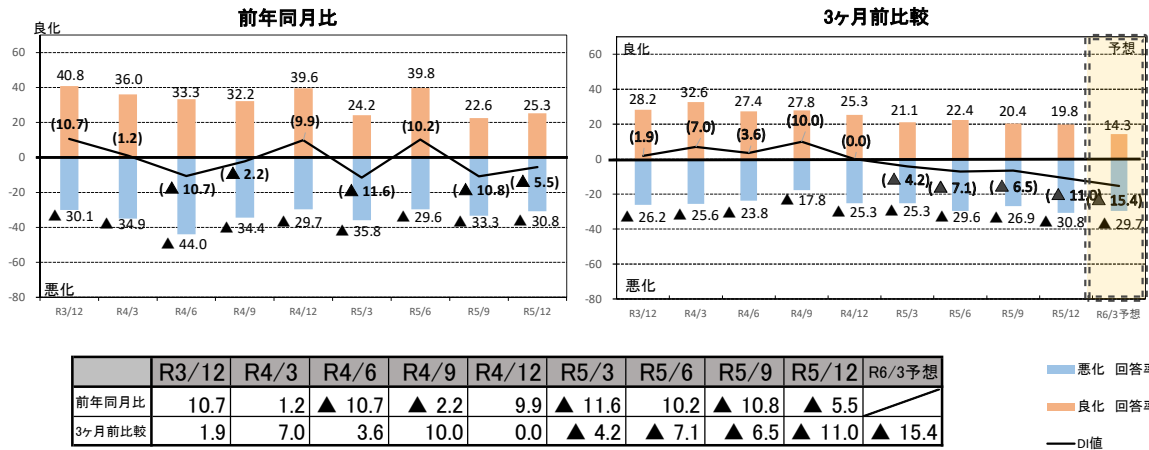 前年同月比
良化
60
40
20
0
-20
-40
-60
-80
40.8 36.0 33.3 32.2 39.6 24.2 39.8 22.6 25.3
(10.7) (1.2) (▲ 10.7) (▲ 2.2) (9.9) (▲ 11.6) (10.2) (▲ 10.8) (▲ 5.5)
▲ 30.1 ▲ 34.9 ▲ 44.0 ▲ 34.4 ▲ 29.7 ▲ 35.8 ▲ 29.6 ▲ 33.3 ▲ 30.8
悪化
R3/12 R4/3 R4/6 R4/9 R4/12 R5/3 R5/6 R5/9 R5/12
3ヶ月前比較
良化 予想
60
40
20
0
-20
-40
-60
-80
28.2 32.6 27.4 27.8 25.3 21.1 22.4 20.4 19.8 14.3
(1.9) (7.0) (3.6) (10.0) (0.0) (▲ 4.2) (▲ 7.1) (▲ 6.5) (▲ 11.0) (▲ 15.4)
▲ 26.2 ▲ 25.6 ▲ 23.8 ▲ 17.8 ▲ 25.3 ▲ 25.3 ▲ 29.6 ▲ 26.9 ▲ 30.8 ▲ 29.7
悪化
R3/12 R4/3 R4/6 R4/9 R4/12 R5/3 R5/6 R5/9 R5/12 R6/3予想
R3/12 R4/3 R4/6 R4/9 R4/12 R5/3 R5/6 R5/9 R5/12 R6/3予想
前年同月比 10.7 1.2 ▲ 10.7 ▲ 2.2 9.9 ▲ 11.6 10.2 ▲ 10.8 ▲ 5.5
3ヶ月前比較 1.9 7.0 3.6 10.0 0.0 ▲ 4.2 ▲ 7.1 ▲ 6.5 ▲ 11.0 ▲ 15.4
悪化 回答率
良化 回答率
DI値